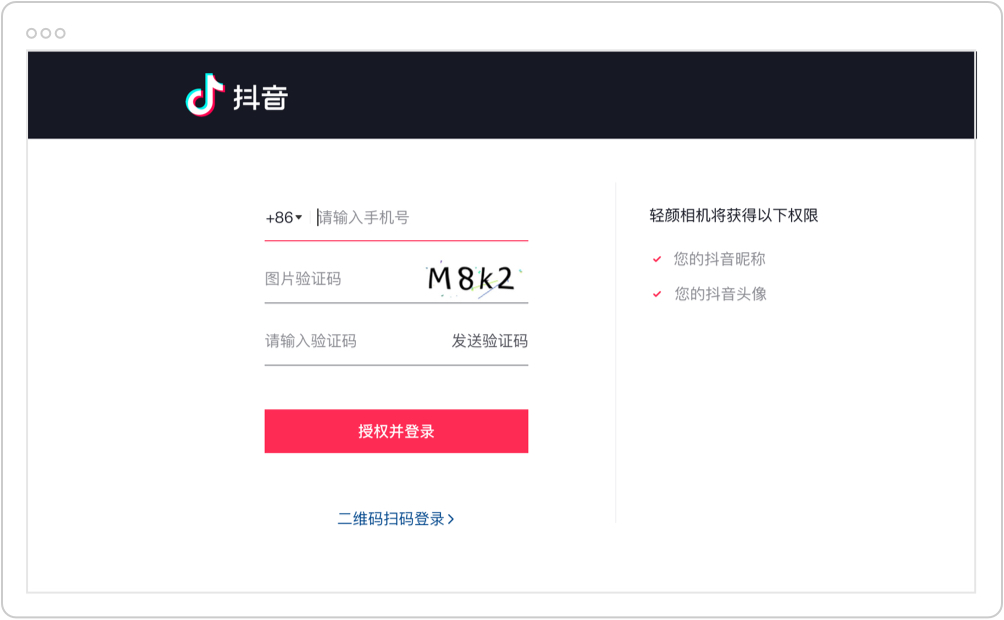 抖音
+86 请输入手机号
图片验证码 M8k2
请输入验证码 发送验证码
授权并登录
二维码扫码登录
轻颜相机将获得以下权限
您的抖音昵称
您的抖音头像